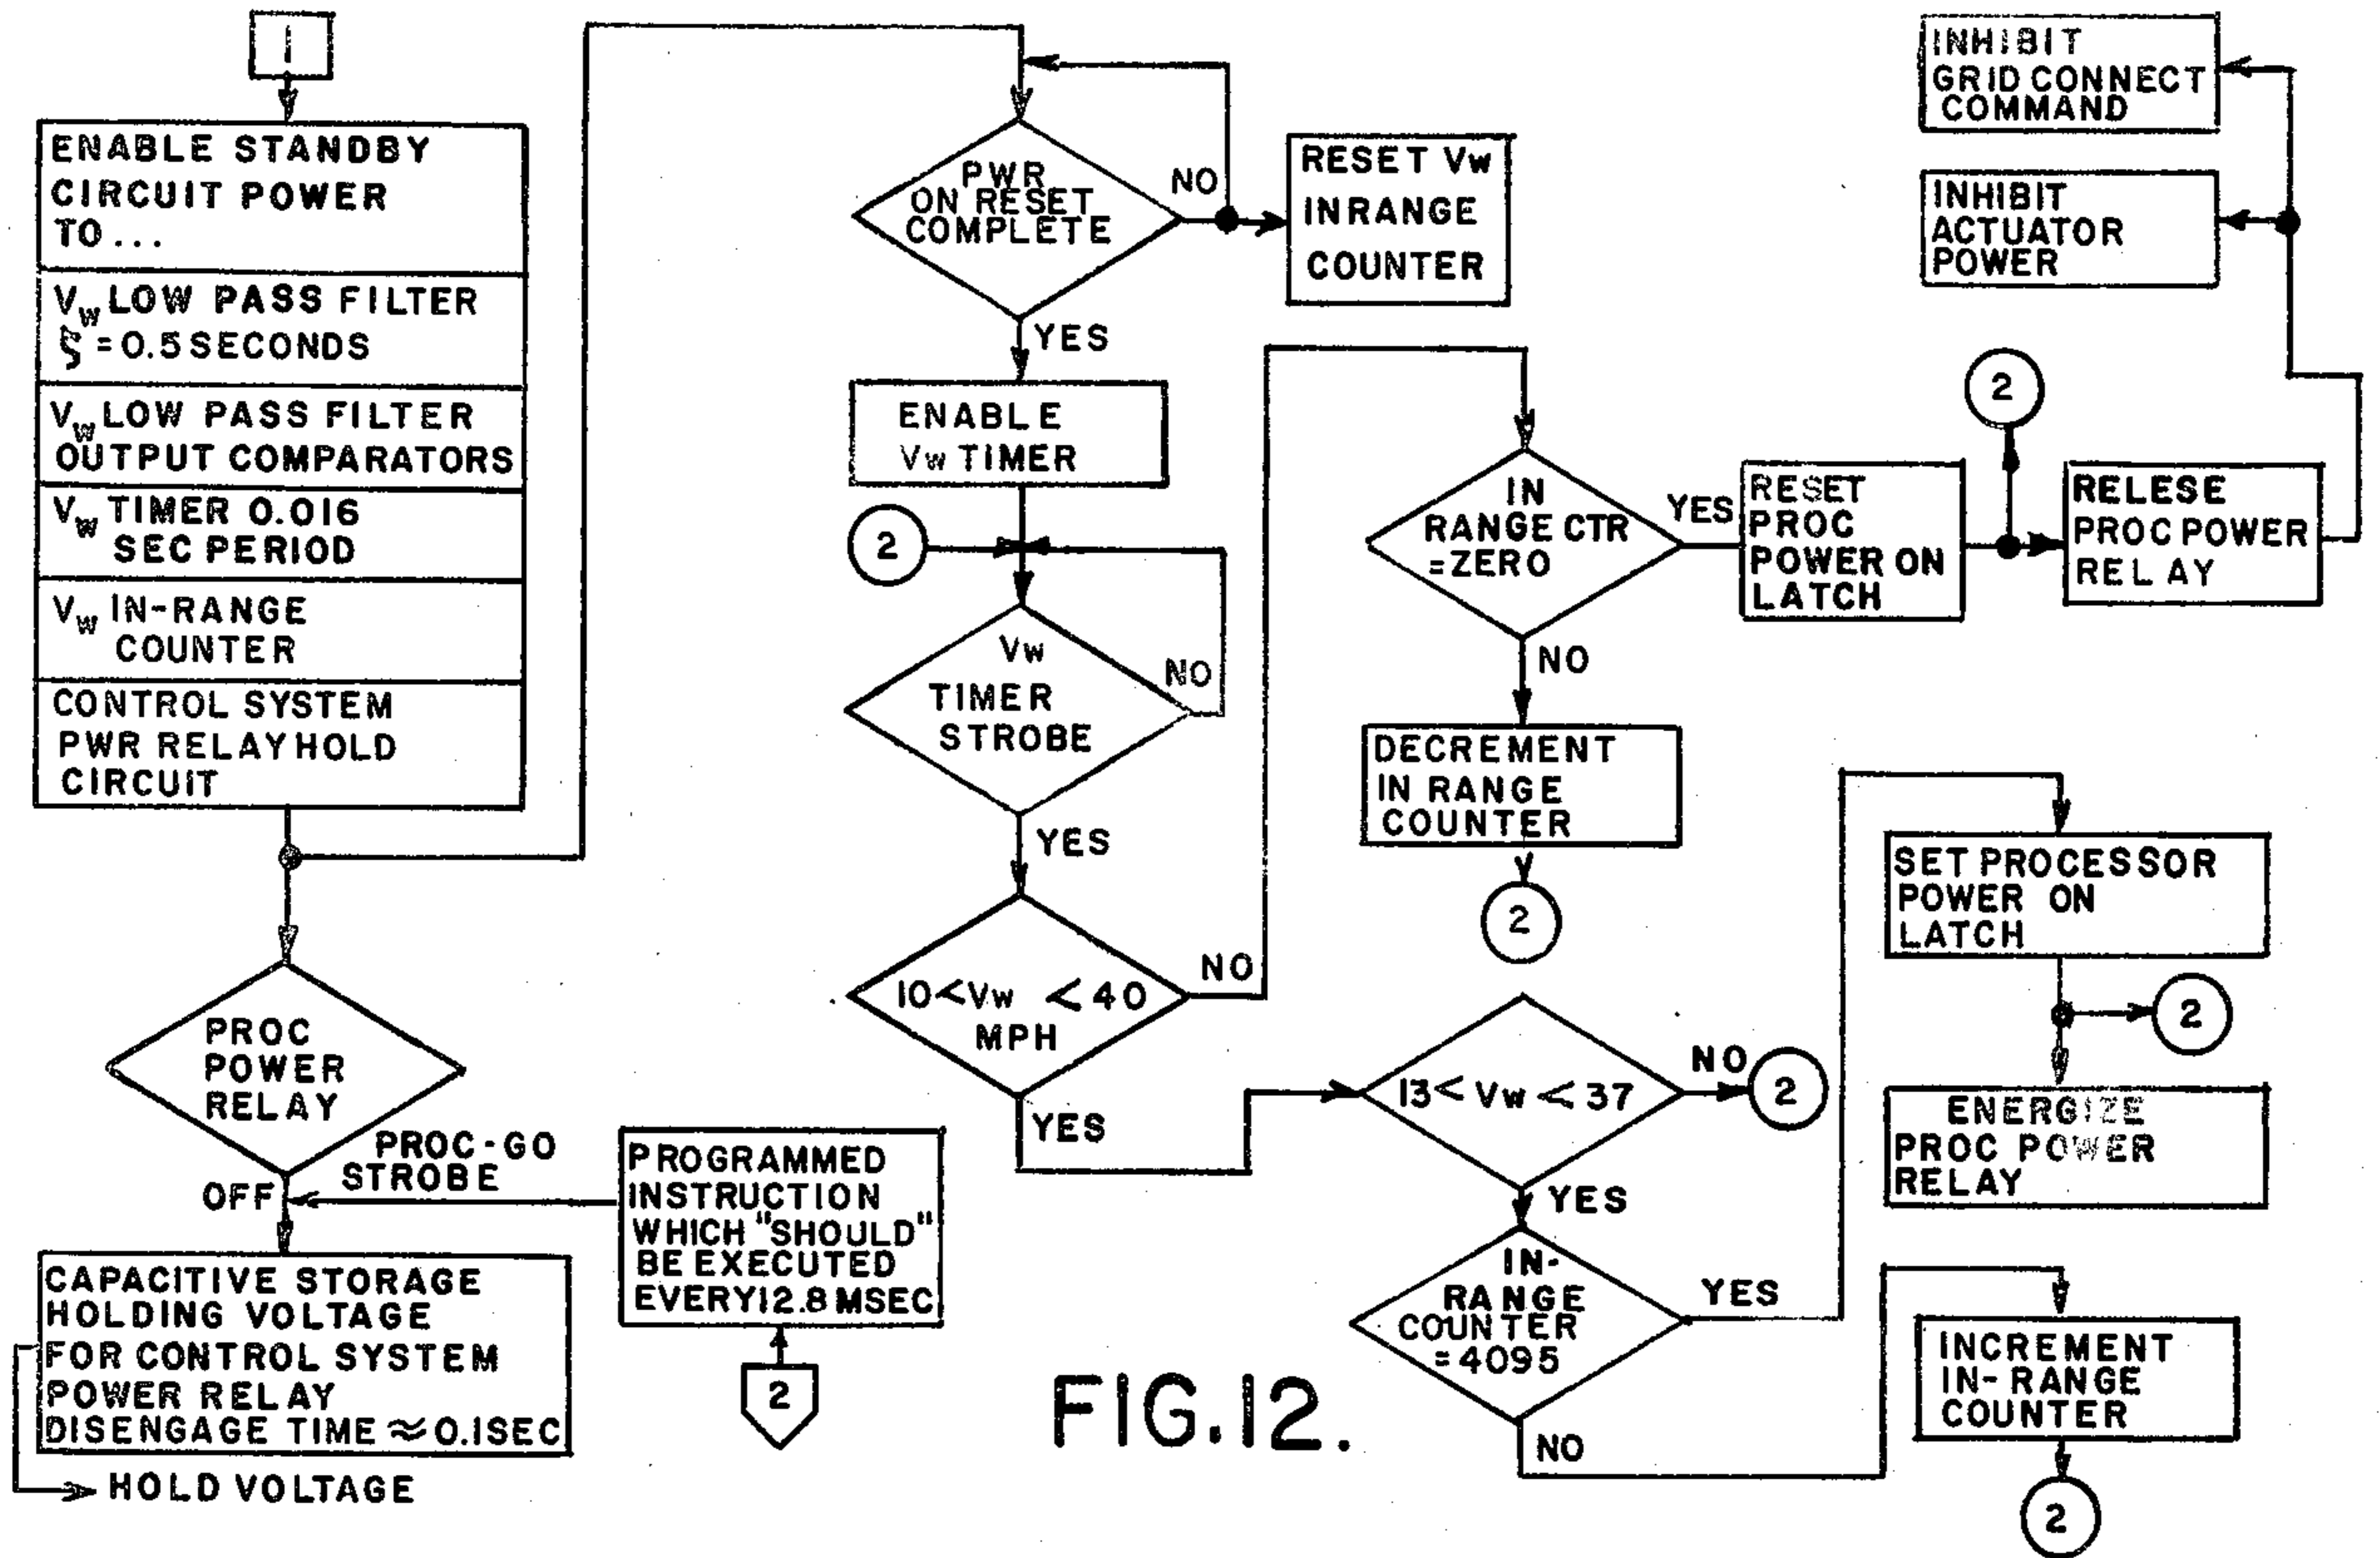 1
ENABLE STANDBY
CIRCUIT POWER
TO...
Vw LOW PASS FILTER
ζ = 0.5 SECONDS
Vw LOW PASS FILTER
OUTPUT COMPARATORS
Vw TIMER 0.016
SEC PERIOD
Vw IN-RANGE
COUNTER
CONTROL SYSTEM
PWR RELAY HOLD
CIRCUIT
PROC
POWER
RELAY
OFF
PROC-GO
STROBE
CAPACITIVE STORAGE
HOLDING VOLTAGE
FOR CONTROL SYSTEM
POWER RELAY
DISENGAGE TIME ≈ 0.1SEC
HOLD VOLTAGE
PROGRAMMED
INSTRUCTION
WHICH "SHOULD"
BE EXECUTED
EVERY 12.8 MSEC
2
PWR
ON RESET
COMPLETE
NO
YES
RESET Vw
INRANGE
COUNTER
ENABLE
Vw TIMER
2
Vw
TIMER
STROBE
NO
YES
10 < Vw < 40
MPH
NO
YES
IN
RANGE CTR
= ZERO
YES
NO
DECREMENT
IN RANGE
COUNTER
2
RESET
PROC
POWER ON
LATCH
2
RELESE
PROC POWER
RELAY
INHIBIT
ACTUATOR
POWER
INHIBIT
GRID CONNECT
COMMAND
13 < Vw < 37
NO
2
YES
IN-
RANGE
COUNTER
= 4095
YES
NO
SET PROCESSOR
POWER ON
LATCH
2
ENERGIZE
PROC POWER
RELAY
INCREMENT
IN-RANGE
COUNTER
2
FIG.12.